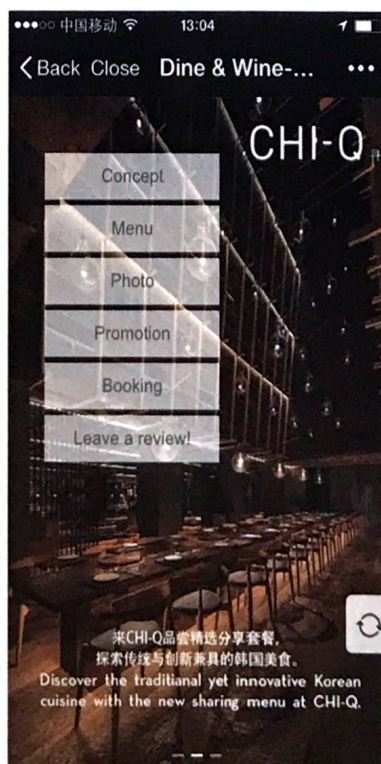 中国移动 13:04
Back Close Dine & Wine-...
CHI-Q
Concept
Menu
Photo
Promotion
Booking
Leave a review!
来CHI-Q品尝精选分享套餐，
探索传统与创新兼具的韩国美食。
Discover the traditianal yet innovative Korean
cuisine with the new sharing menu at CHI-Q.